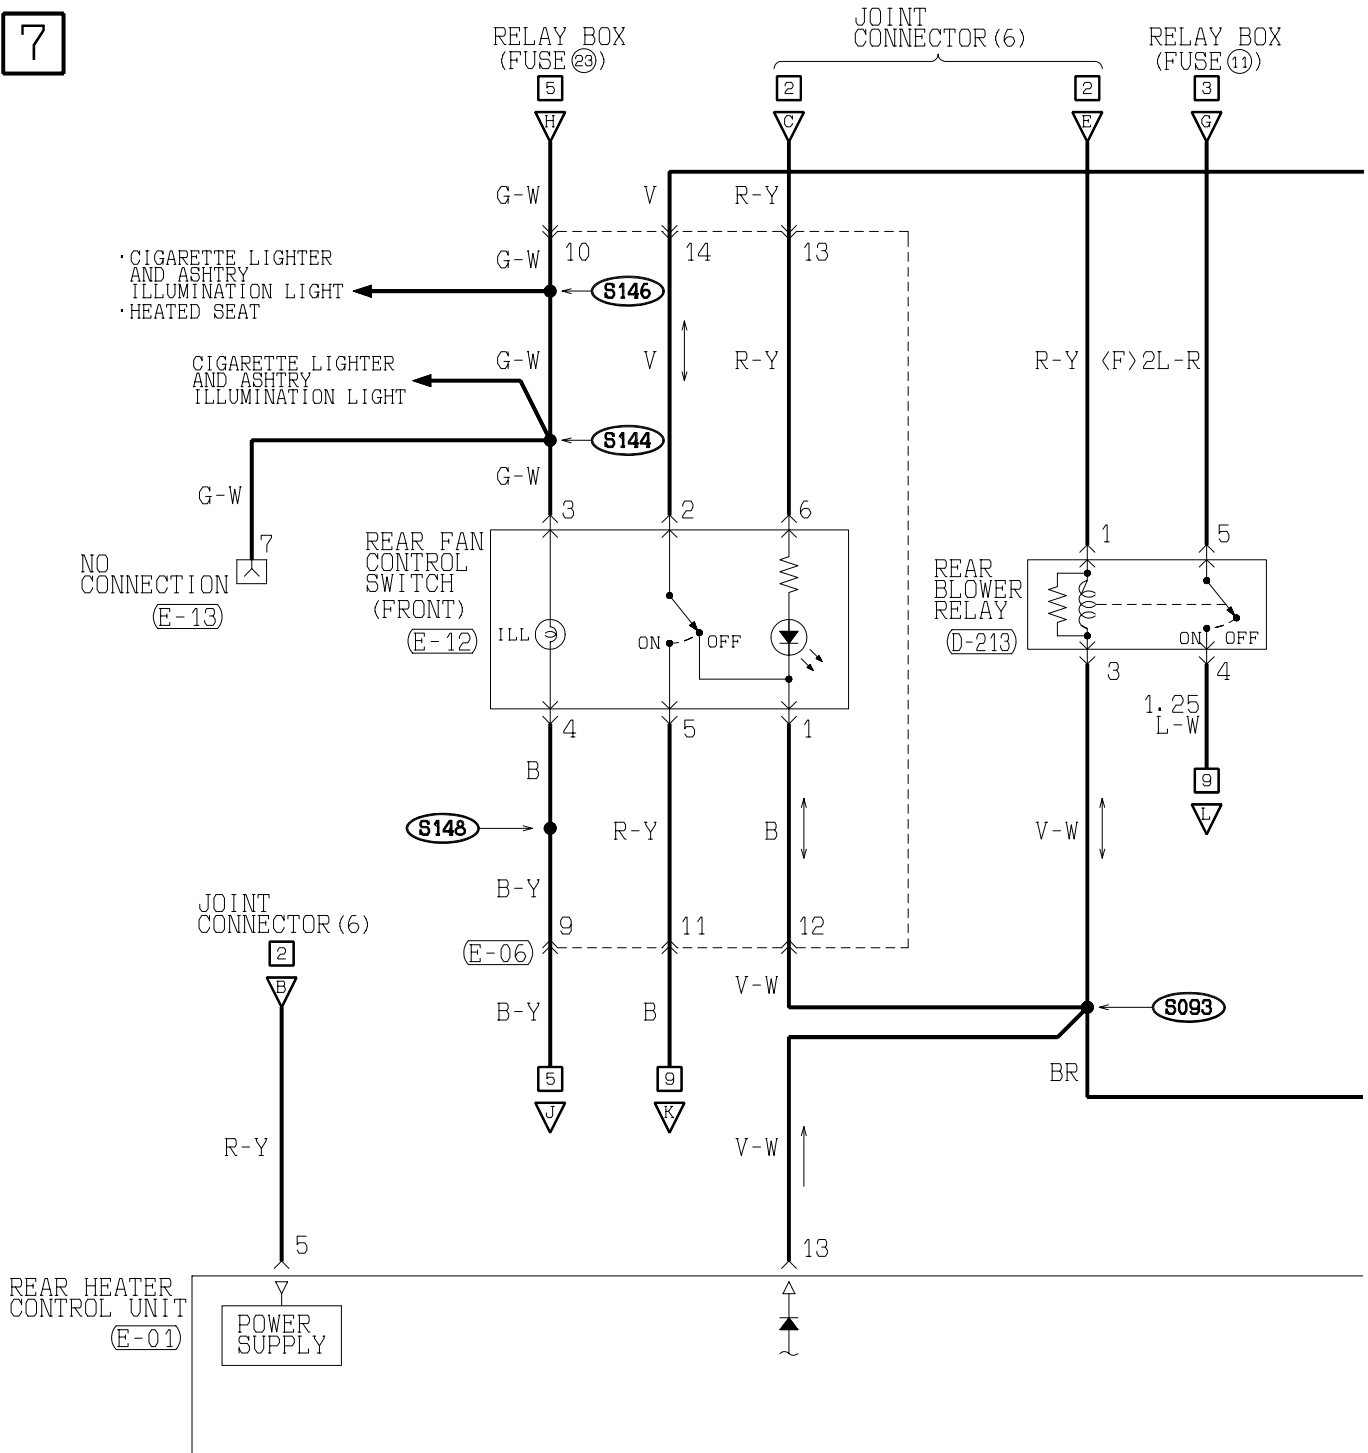 7
RELAY BOX
(FUSE㉓)
JOINT
CONNECTOR(6)
RELAY BOX
(FUSE⑪)
5
2
2
3
H
C
E
G
G-W
V
R-Y
10
14
13
G-W
·CIGARETTE LIGHTER
AND ASHTRY
ILLUMINATION LIGHT
·HEATED SEAT
S146
CIGARETTE LIGHTER
AND ASHTRY
ILLUMINATION LIGHT
G-W
V
R-Y
R-Y
<F>2L-R
S144
G-W
G-W
3
2
6
1
5
7
NO
CONNECTION
(E-13)
REAR FAN
CONTROL
SWITCH
(FRONT)
(E-12)
ILL
ON
OFF
REAR
BLOWER
RELAY
(D-213)
ON
OFF
3
4
4
5
1
1.25
L-W
B
9
L
S148
R-Y
B
V-W
B-Y
JOINT
CONNECTOR(6)
9
11
12
(E-06)
2
B
V-W
B-Y
B
S093
BR
5
9
J
K
R-Y
V-W
5
13
REAR HEATER
CONTROL UNIT
(E-01)
POWER
SUPPLY